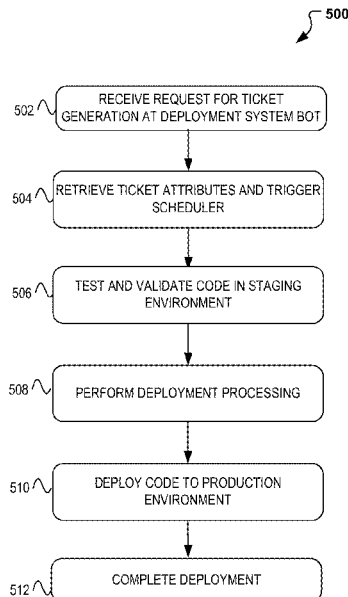 500
502
RECEIVE REQUEST FOR TICKET
GENERATION AT DEPLOYMENT SYSTEM BOT
504
RETRIEVE TICKET ATTRIBUTES AND TRIGGER
SCHEDULER
506
TEST AND VALIDATE CODE IN STAGING
ENVIRONMENT
508
PERFORM DEPLOYMENT PROCESSING
510
DEPLOY CODE TO PRODUCTION
ENVIRONMENT
512
COMPLETE DEPLOYMENT